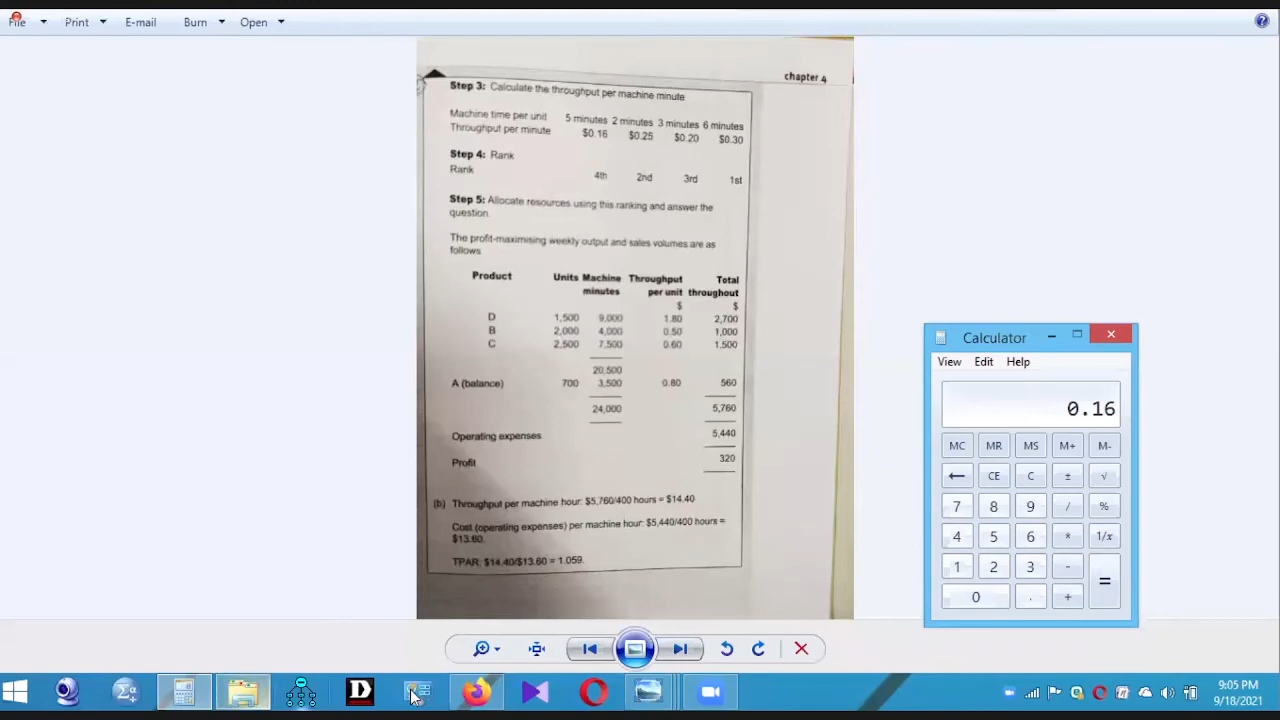 File Print E-mail Burn Open
chapter 4
Step 3: Calculate the throughput per machine minute
Machine time per unit 5 minutes 2 minutes 3 minutes 6 minutes
Throughput per minute $0.16 $0.25 $0.20 $0.30
Step 4: Rank
Rank 4th 2nd 3rd 1st
Step 5: Allocate resources using this ranking and answer the
question.
The profit-maximising weekly output and sales volumes are as
follows
Product Units Machine Throughput Total
minutes per unit throughout
$ $
D 1,500 9,000 1.80 2,700
B 2,000 4,000 0.50 1,000
C 2,500 7,500 0.60 1,500
20,500
A (balance) 700 3,500 0.80 560
24,000 5,760
Operating expenses 5,440
Profit 320
(b) Throughput per machine hour: $5,760/400 hours = $14.40
Cost (operating expenses) per machine hour: $5,440/400 hours =
$13.60.
TPAR: $14.40/$13.60 = 1.059.
Calculator
View Edit Help
0.16
MC MR MS M+ M-
← CE C ± √
7 8 9 / %
4 5 6 * 1/x
1 2 3 - =
0 . +
D
9:05 PM
9/18/2021